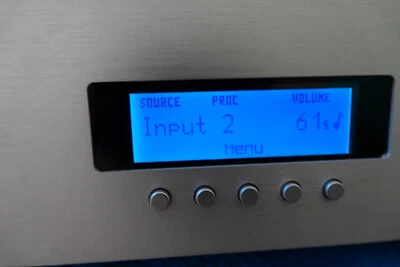 SOURCE PROC VOLUME
Input 2 61s♪
Menu